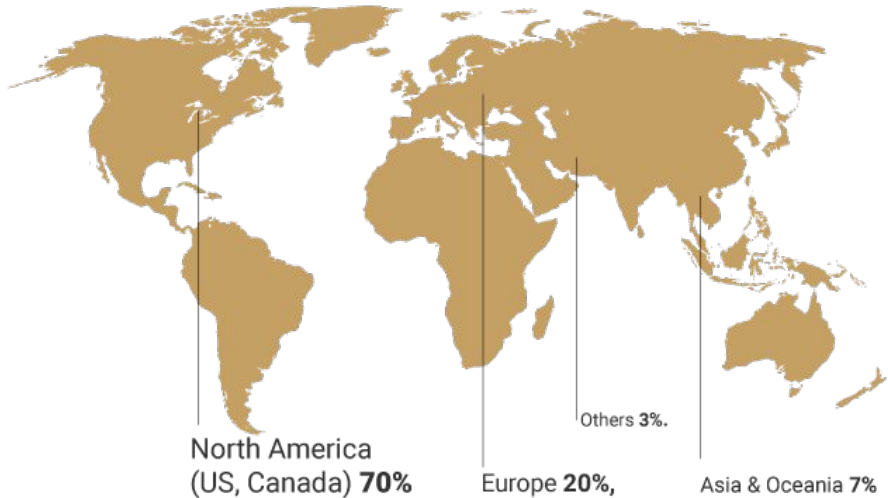 Others 3%.
North America
(US, Canada) 70%
Europe 20%,
Asia & Oceania 7%